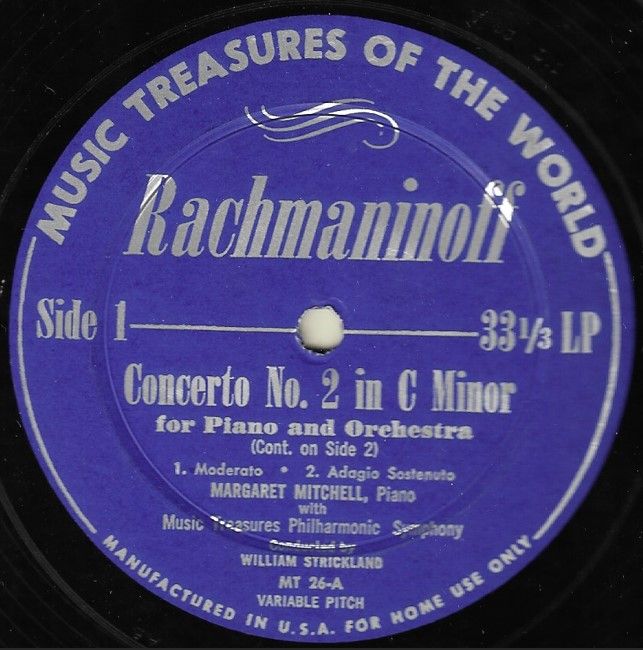 MUSIC TREASURES OF THE WORLD
Rachmaninoff
Side 1 33 1/3 LP
Concerto No. 2 in C Minor
for Piano and Orchestra
(Cont. on Side 2)
1. Moderato • 2. Adagio Sostenuto
MARGARET MITCHELL, Piano
with
Music Treasures Philharmonic Symphony
Conducted by
WILLIAM STRICKLAND
MT 26-A
VARIABLE PITCH
MANUFACTURED IN U.S.A. FOR HOME USE ONLY